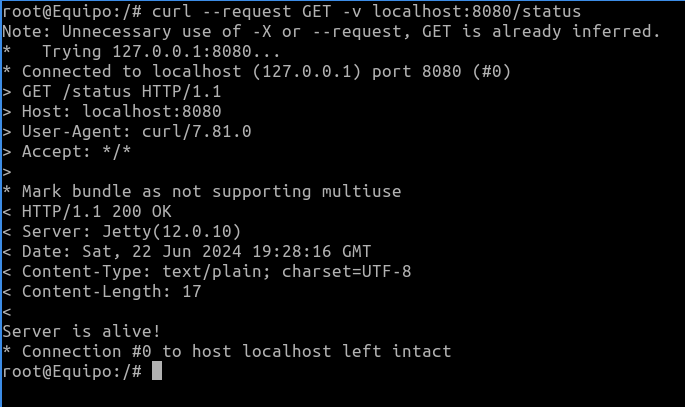 root@Equipo:/# curl --request GET -v localhost:8080/status
Note: Unnecessary use of -X or --request, GET is already inferred.
*   Trying 127.0.0.1:8080...
* Connected to localhost (127.0.0.1) port 8080 (#0)
> GET /status HTTP/1.1
> Host: localhost:8080
> User-Agent: curl/7.81.0
> Accept: */*
>
* Mark bundle as not supporting multiuse
< HTTP/1.1 200 OK
< Server: Jetty(12.0.10)
< Date: Sat, 22 Jun 2024 19:28:16 GMT
< Content-Type: text/plain; charset=UTF-8
< Content-Length: 17
<
Server is alive!
* Connection #0 to host localhost left intact
root@Equipo:/#